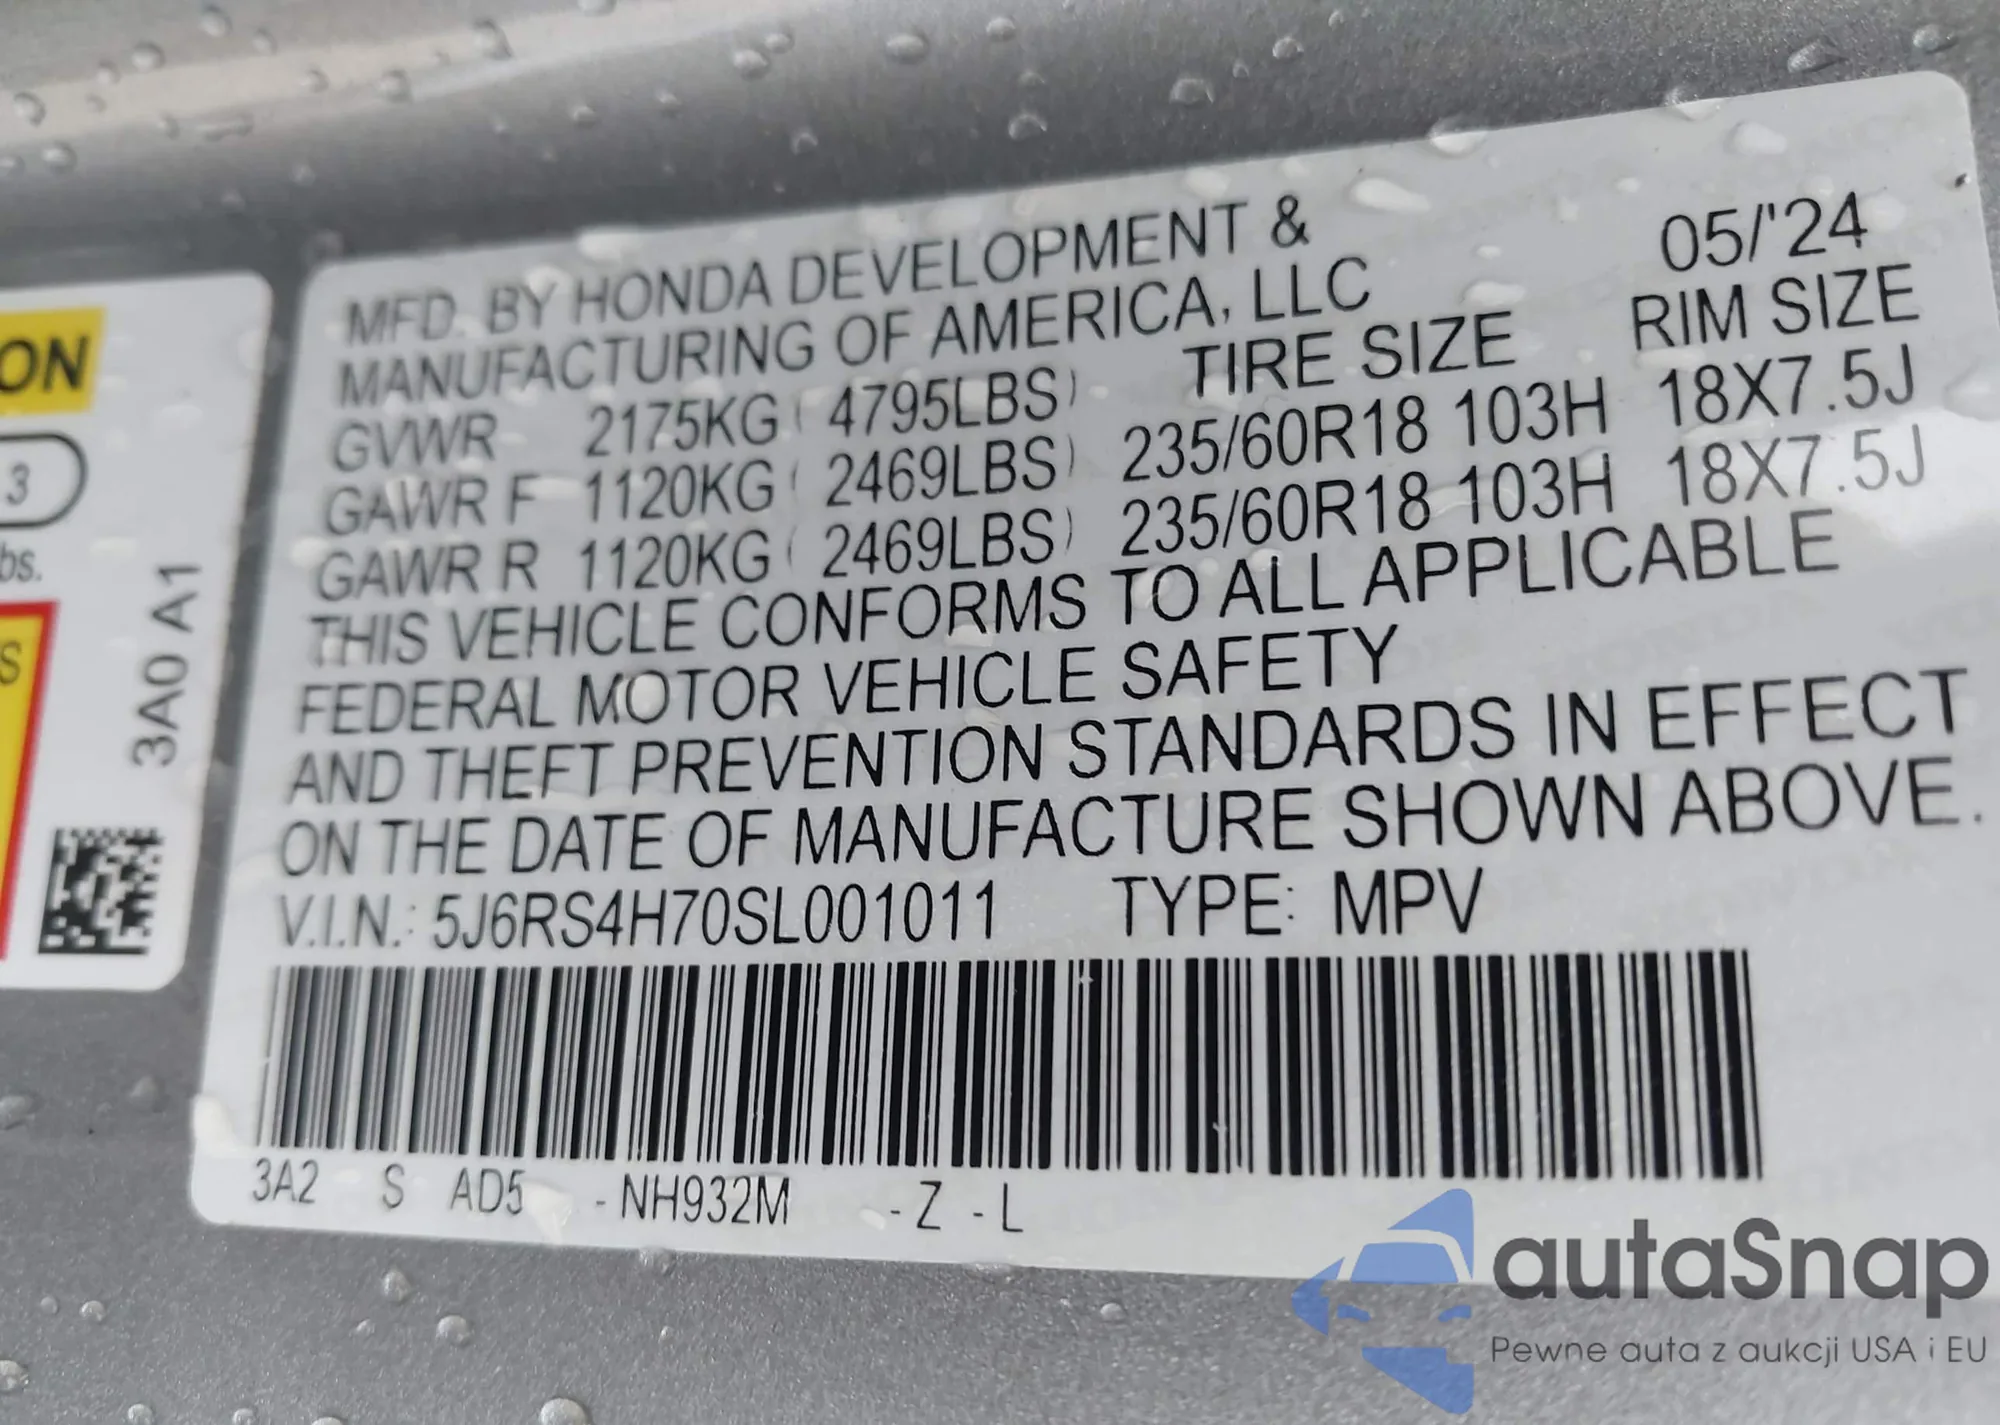 ON
3
bs.
S
3A0 A1
MFD. BY HONDA DEVELOPMENT &
MANUFACTURING OF AMERICA, LLC
05/'24
GVWR 2175KG ( 4795LBS) TIRE SIZE RIM SIZE
GAWR F 1120KG ( 2469LBS) 235/60R18 103H 18X7.5J
GAWR R 1120KG ( 2469LBS) 235/60R18 103H 18X7.5J
THIS VEHICLE CONFORMS TO ALL APPLICABLE
FEDERAL MOTOR VEHICLE SAFETY
AND THEFT PREVENTION STANDARDS IN EFFECT
ON THE DATE OF MANUFACTURE SHOWN ABOVE.
V.I.N.: 5J6RS4H70SL001011 TYPE: MPV
3A2 S AD5 -NH932M -Z -L
autaSnap
Pewne auta z aukcji USA i EU